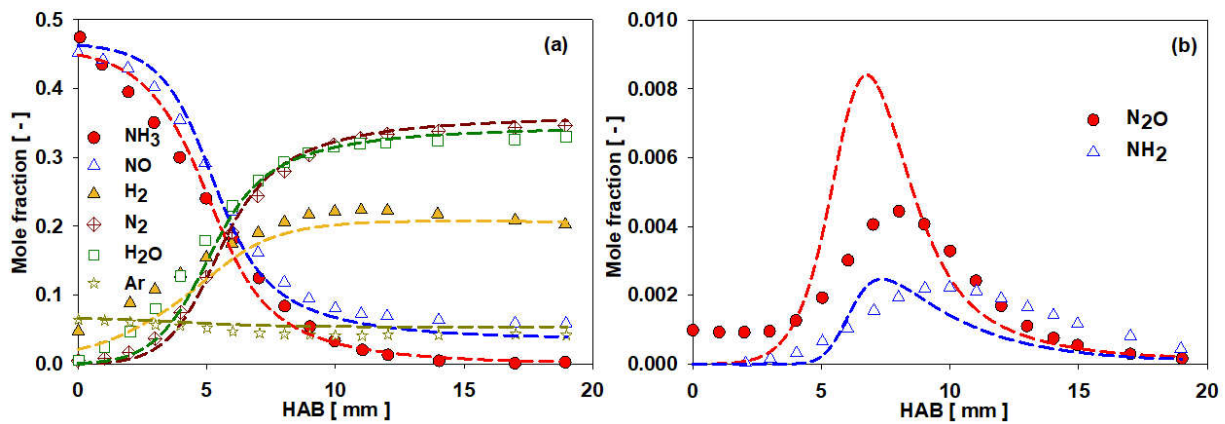 0.5
(a)
0.4
0.3
0.2
0.1
0.0
Mole fraction [ - ]
NH3
NO
H2
N2
H2O
Ar
0 5 10 15 20
HAB [ mm ]
0.010
(b)
0.008
0.006
0.004
0.002
0.000
Mole fraction [ - ]
N2O
NH2
0 5 10 15 20
HAB [ mm ]